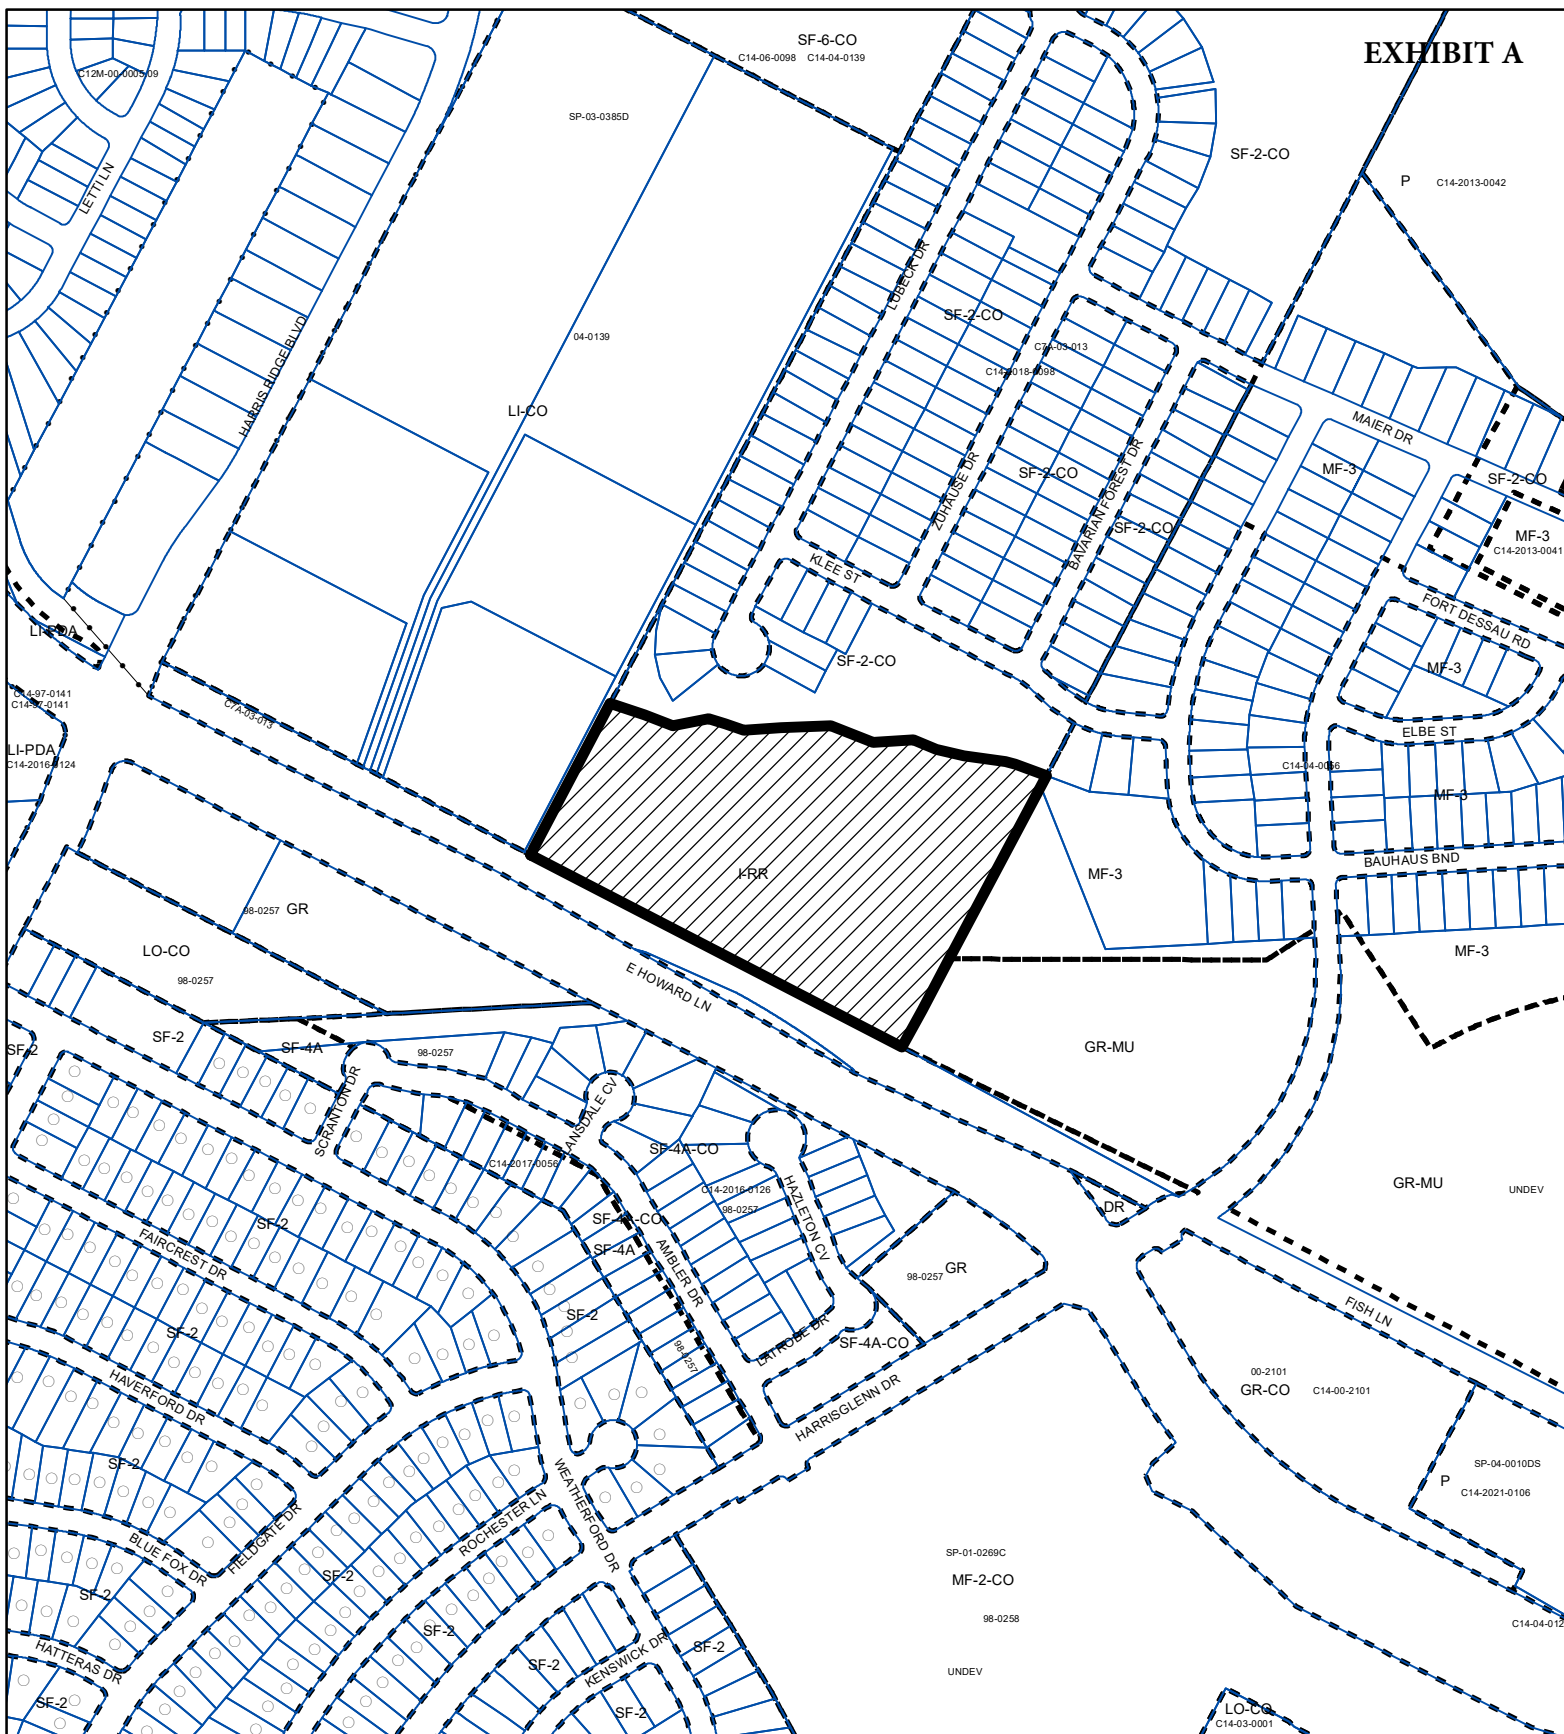 EXHIBIT A
SF-6-CO
C14-06-0098 C14-04-0139
C12M-00-0005.09
SP-03-0385D
SF-2-CO
P C14-2013-0042
LETTI LN
LUBECK DR
SF-2-CO
04-0139
C7A-03-013
C14-2018-0098
HARRIS RIDGE BLVD
LI-CO
MAIER DR
MF-3
SF-2-CO
SF-2-CO
ZUHAUSE DR
BAVARIAN FOREST DR
SF-2-CO
MF-3
C14-2013-0041
KLEE ST
FORT DESSAU RD
LI-PDA
SF-2-CO
MF-3
C14-97-0141
C14-97-0141
C7A-03-013
ELBE ST
LI-PDA
C14-2016-0124
C14-04-0066
MF-3
BAUHAUS BND
I-RR
MF-3
98-0257 GR
LO-CO
98-0257
MF-3
E HOWARD LN
SF-2
SF-2
SF-4A
98-0257
GR-MU
SCRANTON DR
LANSDALE CV
SF-4A-CO
C14-2017-0056
C14-2016-0126
98-0257
HAZLETON CV
GR-MU
UNDEV
DR
SF-4A-CO
SF-2
FAIRCREST DR
SF-4A
AMBLER DR
98-0257 GR
FISH LN
SF-2
SF-2
LATROBE DR
SF-4A-CO
98-0257
HAVERFORD DR
00-2101
GR-CO C14-00-2101
HARRISGLENN DR
SF-2
SP-04-0010DS
P
C14-2021-0106
WEATHERFORD DR
ROCHESTER LN
FIELDGATE DR
BLUE FOX DR
SP-01-0269C
SF-2
MF-2-CO
SF-2
98-0258
C14-04-012
SF-2
HATTERAS DR
SF-2
KENSWICK DR
SF-2
UNDEV
SF-2
SF-2
LO-CO
C14-03-0001